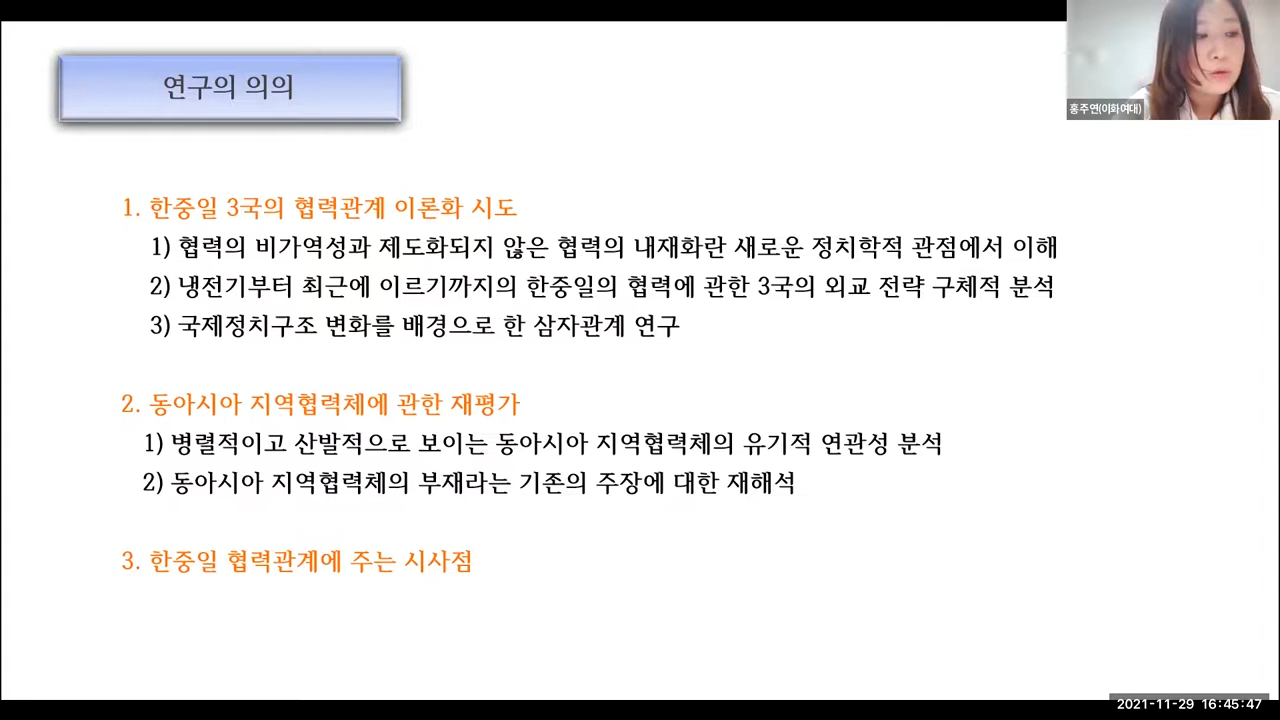 연구의 의의
홍주연(이화여대)
1. 한중일 3국의 협력관계 이론화 시도
1) 협력의 비가역성과 제도화되지 않은 협력의 내재화란 새로운 정치학적 관점에서 이해
2) 냉전기부터 최근에 이르기까지의 한중일의 협력에 관한 3국의 외교 전략 구체적 분석
3) 국제정치구조 변화를 배경으로 한 삼자관계 연구
2. 동아시아 지역협력체에 관한 재평가
1) 병렬적이고 산발적으로 보이는 동아시아 지역협력체의 유기적 연관성 분석
2) 동아시아 지역협력체의 부재라는 기존의 주장에 대한 재해석
3. 한중일 협력관계에 주는 시사점
2021-11-29 16:45:47